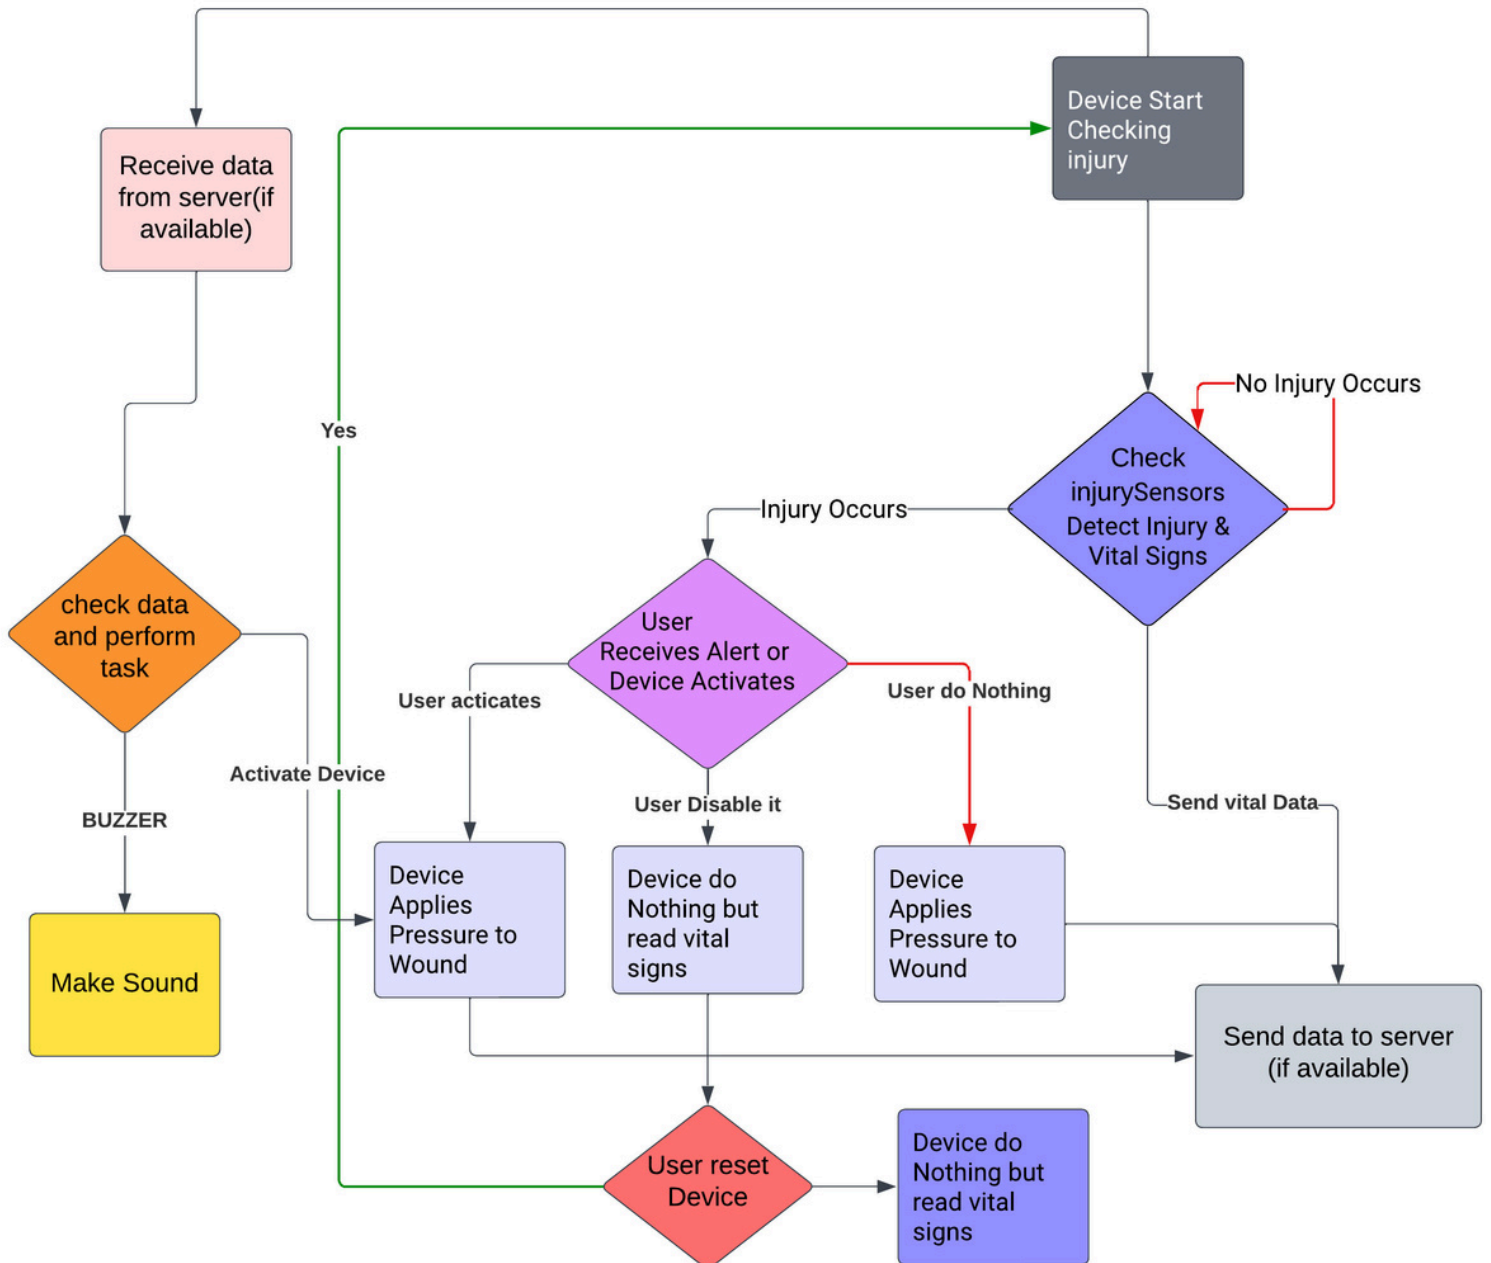 Device Start
Checking
injury
Receive data
from server(if
available)
No Injury Occurs
Yes
Check
injurySensors
Detect Injury &
Vital Signs
Injury Occurs
check data
and perform
task
User
Receives Alert or
Device Activates
User acticates
User do Nothing
Activate Device
User Disable it
Send vital Data
BUZZER
Device
Applies
Pressure to
Wound
Device do
Nothing but
read vital
signs
Device
Applies
Pressure to
Wound
Make Sound
Send data to server
(if available)
User reset
Device
Device do
Nothing but
read vital
signs